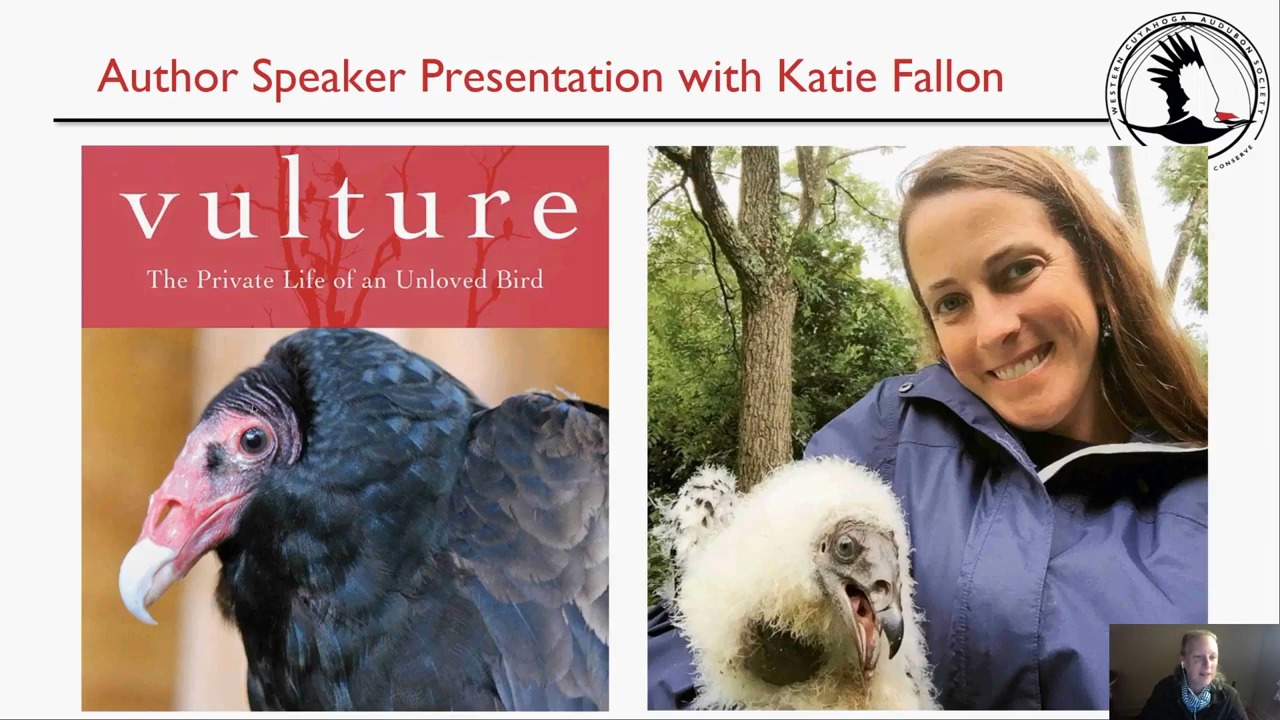 Author Speaker Presentation with Katie Fallon
WESTERN CUYAHOGA AUDUBON SOCIETY
CONSERVE
vulture
The Private Life of an Unloved Bird